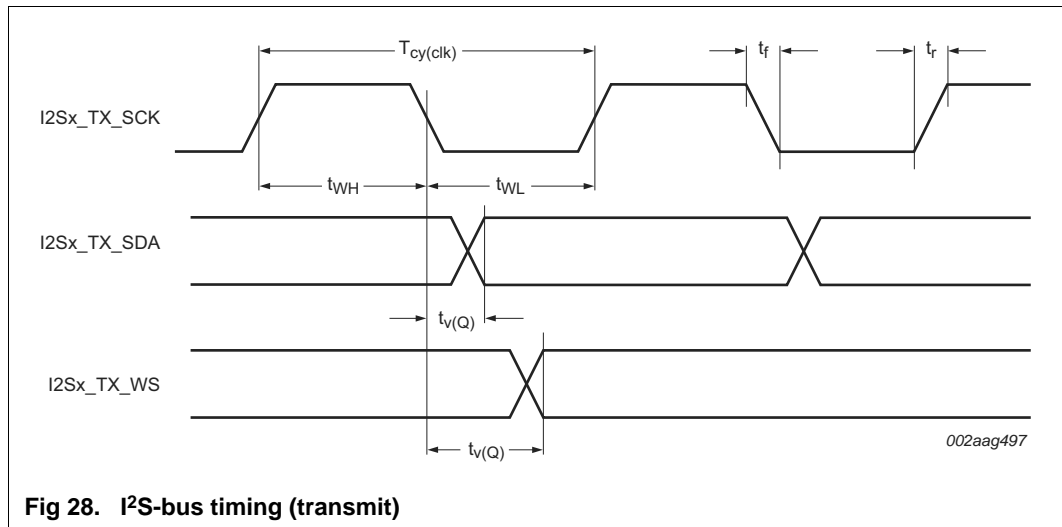 T_cy(clk) t_f t_r
I2Sx_TX_SCK
t_WH t_WL
I2Sx_TX_SDA
t_v(Q)
I2Sx_TX_WS
t_v(Q)
002aag497
Fig 28. I²S-bus timing (transmit)